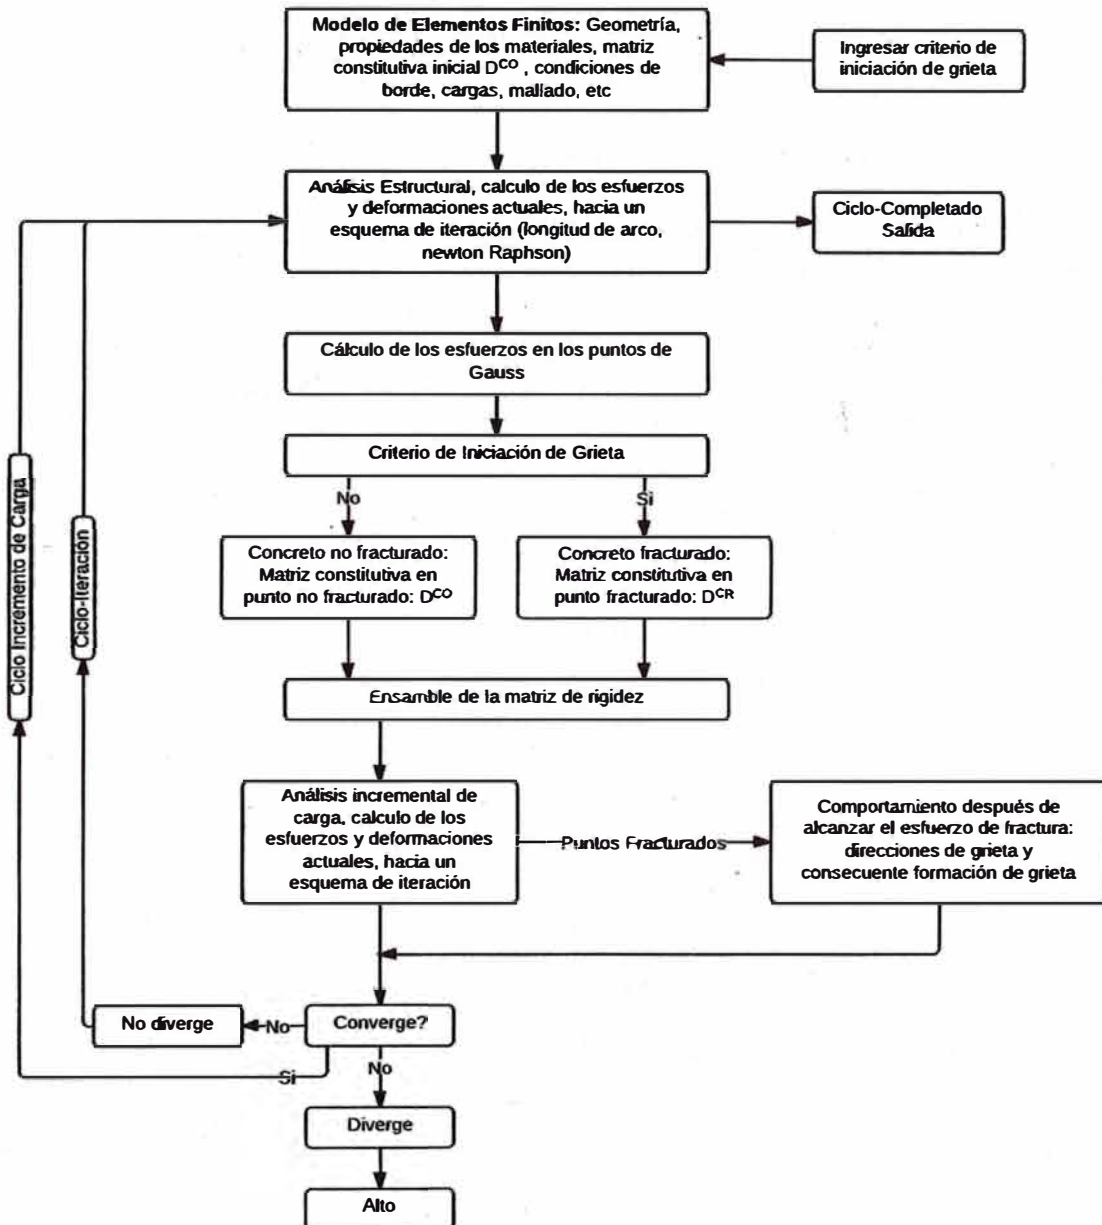 Modelo de Elementos Finitos: Geometría,
propiedades de los materiales, matriz
constitutiva inicial D^CO , condiciones de
borde, cargas, mallado, etc
Ingresar criterio de
iniciación de grieta
Análisis Estructural, calculo de los esfuerzos
y deformaciones actuales, hacia un
esquema de iteración (longitud de arco,
newton Raphson)
Ciclo-Completado
Salida
Cálculo de los esfuerzos en los puntos de
Gauss
Criterio de Iniciación de Grieta
No
Si
Concreto no fracturado:
Matriz constitutiva en
punto no fracturado: D^CO
Concreto fracturado:
Matriz constitutiva en
punto fracturado: D^CR
Ciclo Incremento de Carga
Ciclo-Iteración
Ensamble de la matriz de rigidez
Análisis incremental de
carga, calculo de los
esfuerzos y deformaciones
actuales, hacia un
esquema de iteración
Puntos Fracturados
Comportamiento después de
alcanzar el esfuerzo de fractura:
direcciones de grieta y
consecuente formación de grieta
No diverge
No
Converge?
Si
No
Diverge
Alto